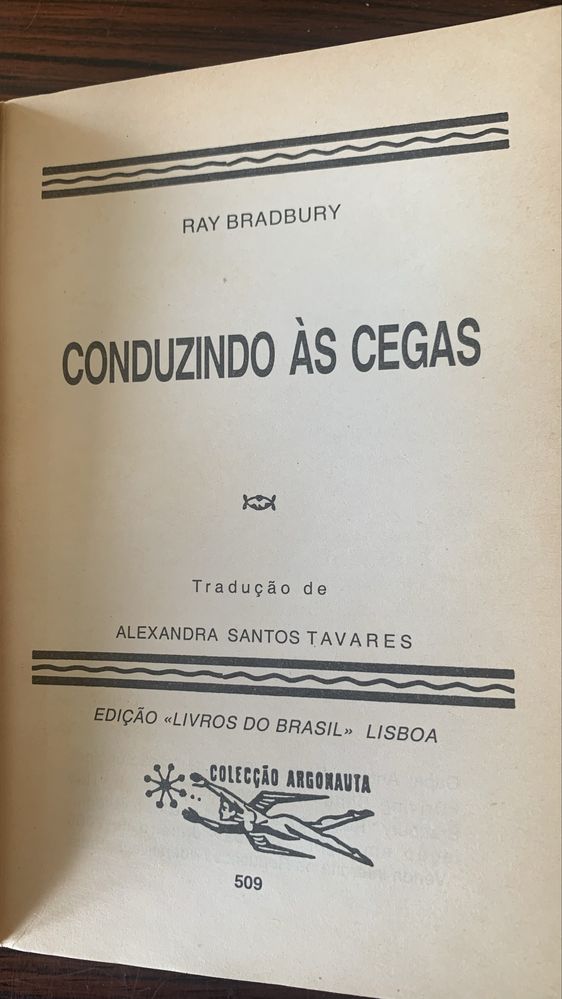 RAY BRADBURY
CONDUZINDO ÀS CEGAS
Tradução de
ALEXANDRA SANTOS TAVARES
EDIÇÃO «LIVROS DO BRASIL» LISBOA
COLECÇÃO ARGONAUTA
509